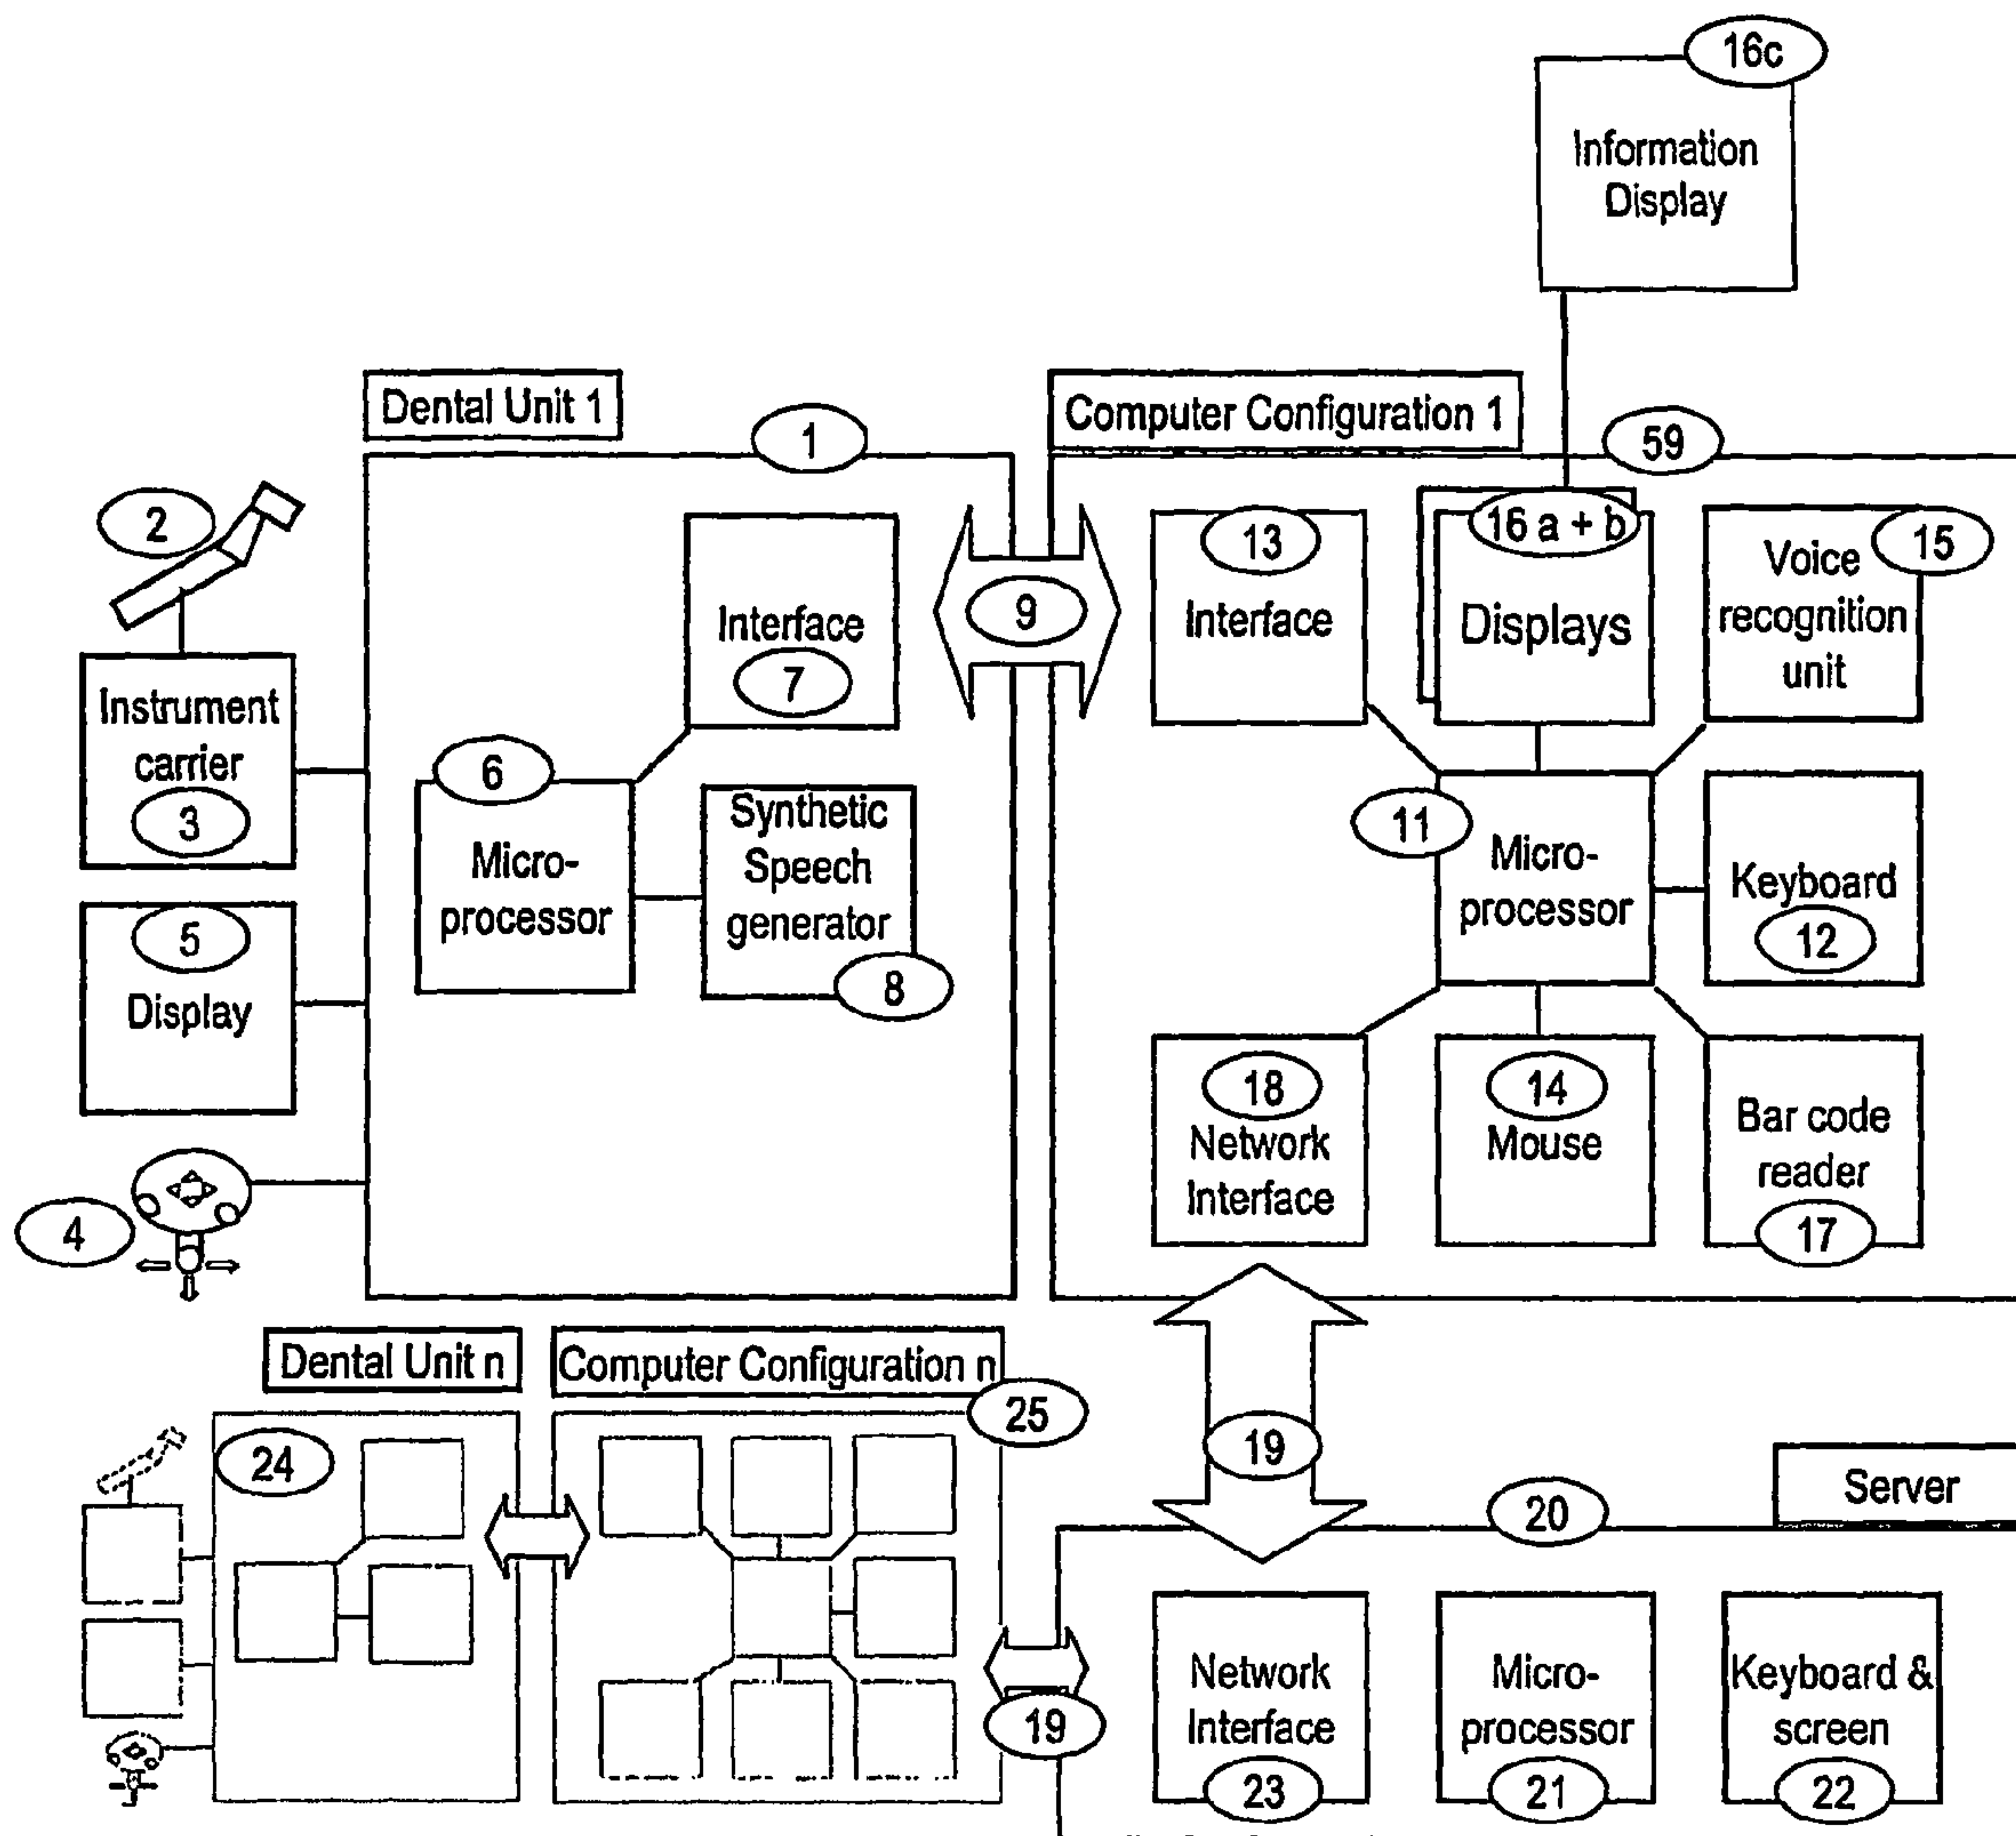 16c
Information
Display
Dental Unit 1
1
Computer Configuration 1
59
2
Instrument
carrier
3
5
Display
4
Interface
7
6
Micro-
processor
Synthetic
Speech
generator
8
9
13
Interface
16 a + b
Displays
15
Voice
recognition
unit
11
Micro-
processor
Keyboard
12
18
Network
Interface
14
Mouse
Bar code
reader
17
Dental Unit n
Computer Configuration n
25
24
19
19
20
Server
Network
Interface
23
Micro-
processor
21
Keyboard &
screen
22